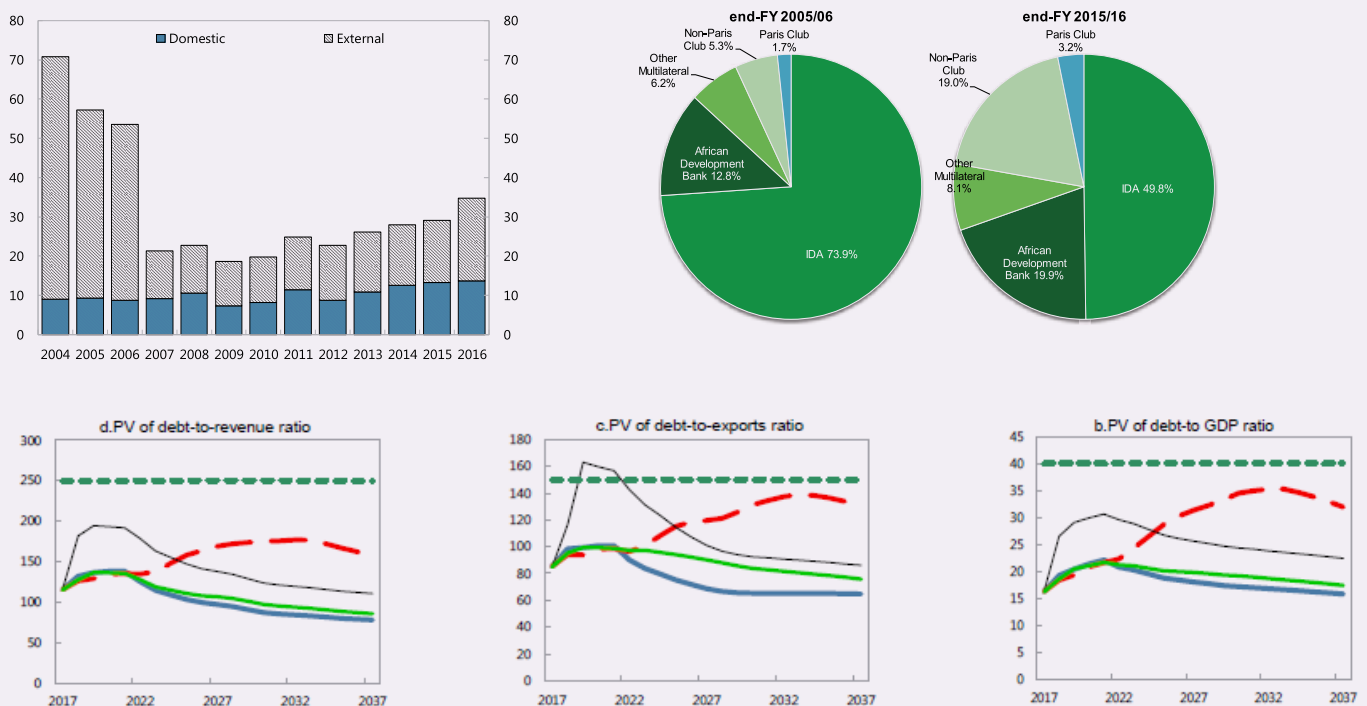 80
70
60
50
40
30
20
10
0
Domestic
External
80
70
60
50
40
30
20
10
0
2004 2005 2006 2007 2008 2009 2010 2011 2012 2013 2014 2015 2016
end-FY 2005/06
Non-Paris
Club 5.3%
Paris Club
1.7%
Other
Multilateral
6.2%
African
Development
Bank 12.8%
IDA 73.9%
end-FY 2015/16
Paris Club
3.2%
Non-Paris
Club
19.0%
Other
Multilateral
8.1%
IDA 49.8%
African
Development
Bank 19.9%
d.PV of debt-to-revenue ratio
300
250
200
150
100
50
0
2017 2022 2027 2032 2037
c.PV of debt-to-exports ratio
180
160
140
120
100
80
60
40
20
0
2017 2022 2027 2032 2037
b.PV of debt-to GDP ratio
45
40
35
30
25
20
15
10
5
0
2017 2022 2027 2032 2037